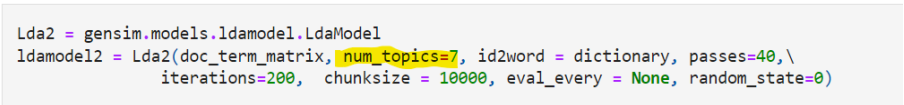 Lda2 = gensim.models.ldamodel.LdaModel
ldamodel2 = Lda2(doc_term_matrix, num_topics=7, id2word = dictionary, passes=40,\
iterations=200,  chunksize = 10000, eval_every = None, random_state=0)